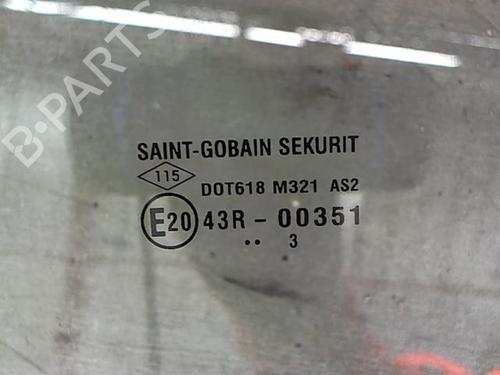 B-PARTS
SAINT-GOBAIN SEKURIT
115
DOT618 M321 AS2
E20 43R-00351
.. 3